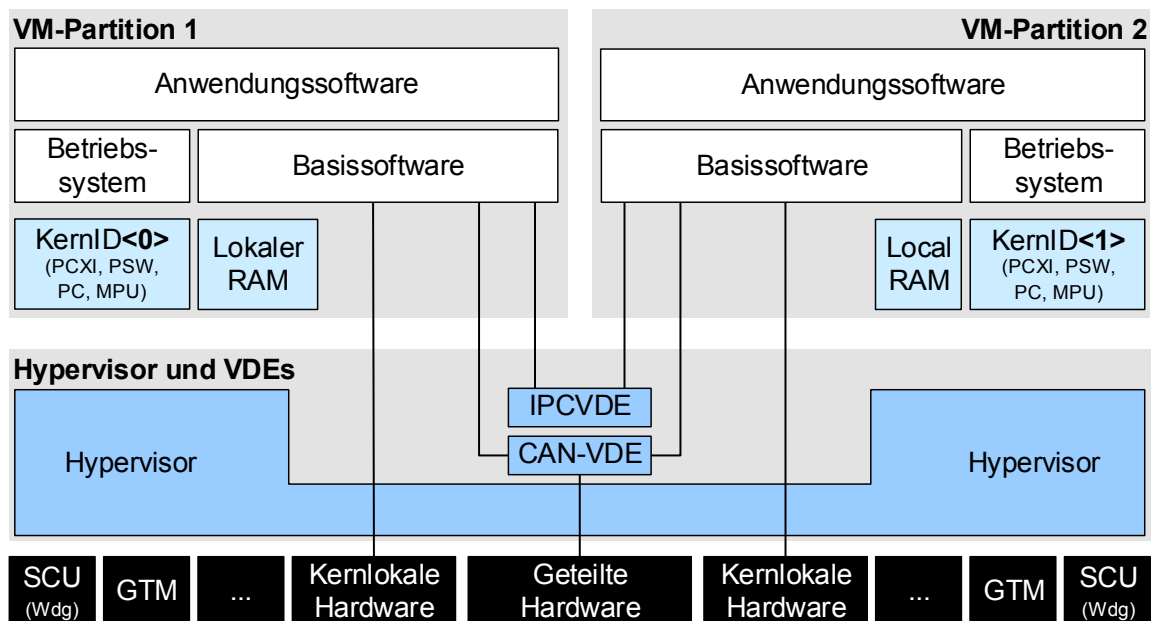 VM-Partition 1
VM-Partition 2
Anwendungssoftware
Anwendungssoftware
Betriebs-
system
Basissoftware
Basissoftware
Betriebs-
system
KernID<0>
(PCXI, PSW,
PC, MPU)
Lokaler
RAM
Local
RAM
KernID<1>
(PCXI, PSW,
PC, MPU)
Hypervisor und VDEs
IPCVDE
CAN-VDE
Hypervisor
Hypervisor
SCU
(Wdg)
GTM
...
Kernlokale
Hardware
Geteilte
Hardware
Kernlokale
Hardware
...
GTM
SCU
(Wdg)